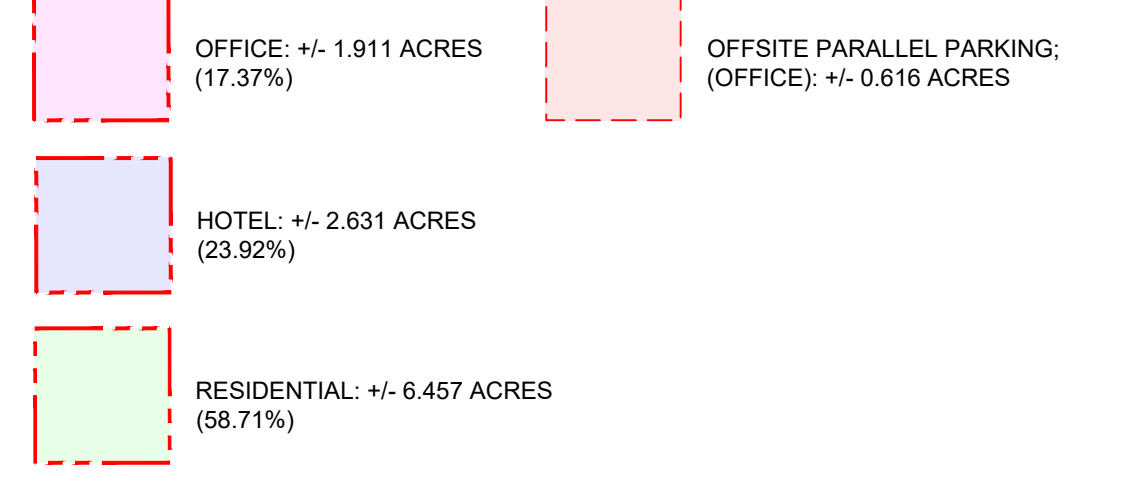 OFFICE: +/- 1.911 ACRES
(17.37%)
OFFSITE PARALLEL PARKING;
(OFFICE): +/- 0.616 ACRES
HOTEL: +/- 2.631 ACRES
(23.92%)
RESIDENTIAL: +/- 6.457 ACRES
(58.71%)